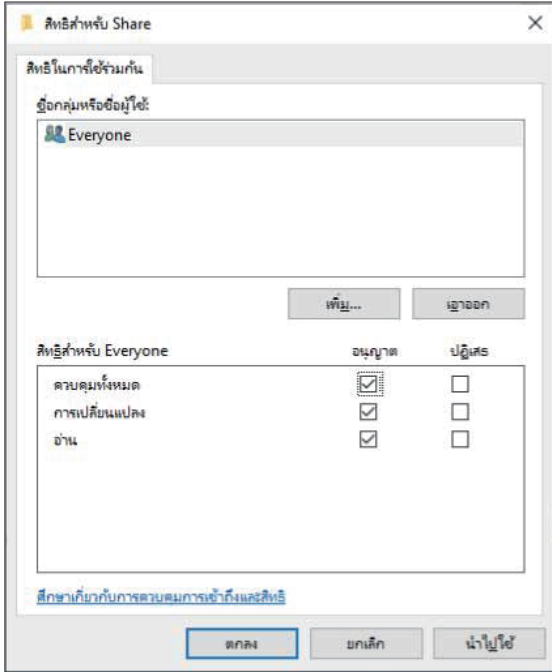 สิทธิสำหรับ Share
สิทธิในการใช้ร่วมกัน
ชื่อกลุ่มหรือชื่อผู้ใช้:
Everyone
เพิ่ม... เอาออก
สิทธิสำหรับ Everyone อนุญาต ปฏิเสธ
ควบคุมทั้งหมด
การเปลี่ยนแปลง
อ่าน
ศึกษาเกี่ยวกับการควบคุมการเข้าถึงและสิทธิ
ตกลง ยกเลิก นำไปใช้